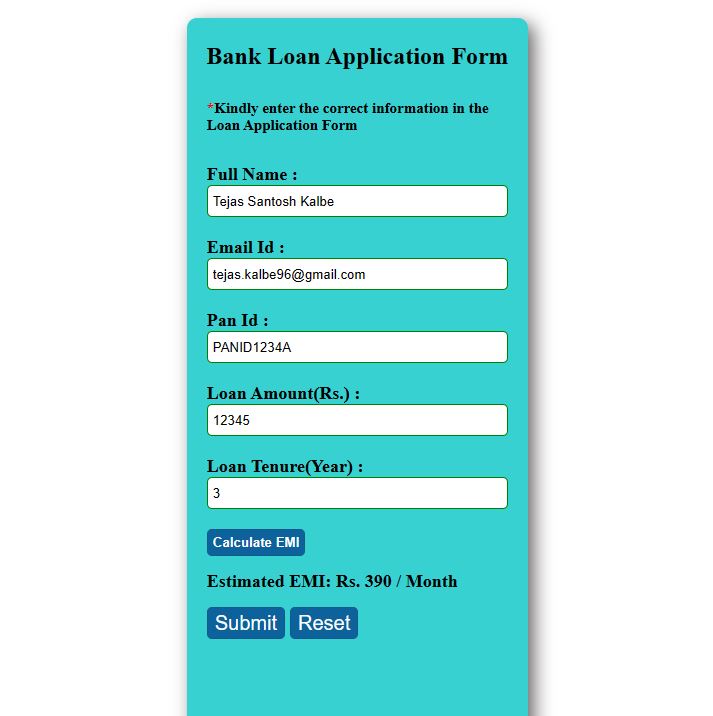 Bank Loan Application Form
*Kindly enter the correct information in the
Loan Application Form
Full Name :
Tejas Santosh Kalbe
Email Id :
tejas.kalbe96@gmail.com
Pan Id :
PANID1234A
Loan Amount(Rs.) :
12345
Loan Tenure(Year) :
3
Calculate EMI
Estimated EMI: Rs. 390 / Month
Submit Reset